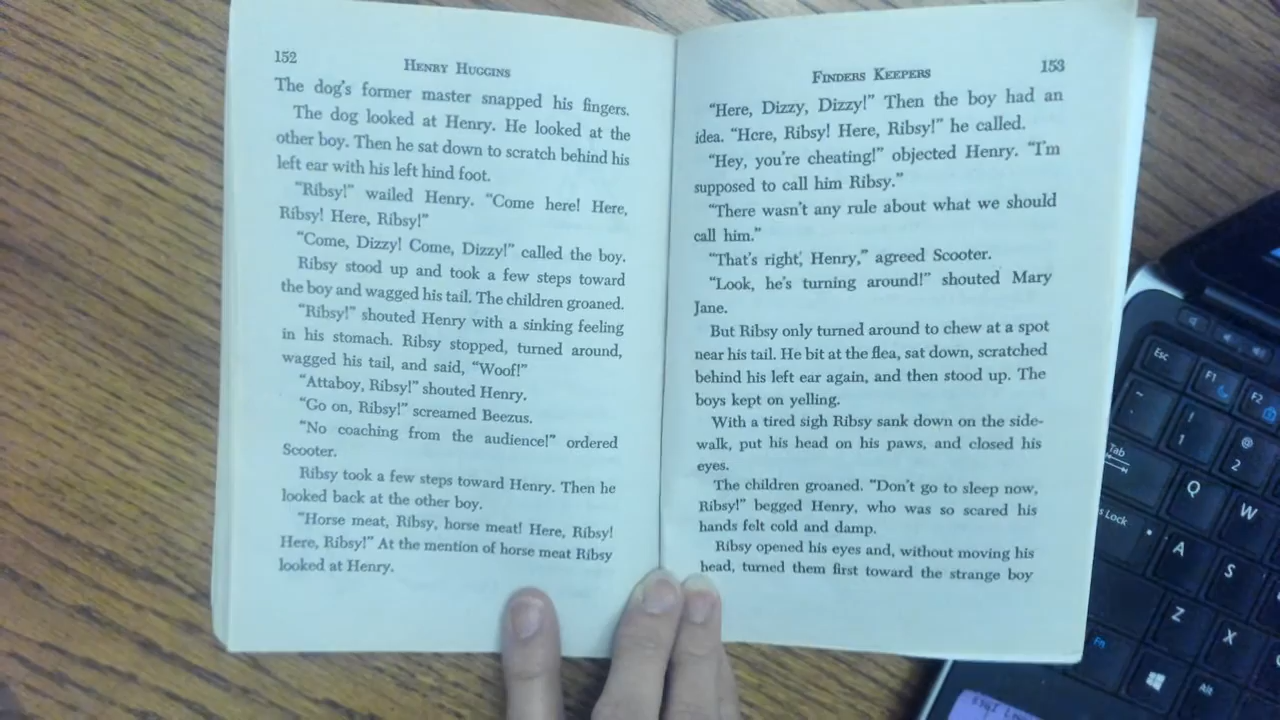 152
HENRY HUGGINS
The dog's former master snapped his fingers.
The dog looked at Henry. He looked at the
other boy. Then he sat down to scratch behind his
left ear with his left hind foot.
"Ribsy!" wailed Henry. "Come here! Here,
Ribsy! Here, Ribsy!"
"Come, Dizzy! Come, Dizzy!" called the boy.
Ribsy stood up and took a few steps toward
the boy and wagged his tail. The children groaned.
"Ribsy!" shouted Henry with a sinking feeling
in his stomach. Ribsy stopped, turned around,
wagged his tail, and said, "Woof!"
"Attaboy, Ribsy!" shouted Henry.
"Go on, Ribsy!" screamed Beezus.
"No coaching from the audience!" ordered
Scooter.
Ribsy took a few steps toward Henry. Then he
looked back at the other boy.
"Horse meat, Ribsy, horse meat! Here, Ribsy!
Here, Ribsy!" At the mention of horse meat Ribsy
looked at Henry.
FINDERS KEEPERS
153
"Here, Dizzy, Dizzy!" Then the boy had an
idea. "Here, Ribsy! Here, Ribsy!" he called.
"Hey, you're cheating!" objected Henry. "I'm
supposed to call him Ribsy."
"There wasn't any rule about what we should
call him."
"That's right, Henry," agreed Scooter.
"Look, he's turning around!" shouted Mary
Jane.
But Ribsy only turned around to chew at a spot
near his tail. He bit at the flea, sat down, scratched
behind his left ear again, and then stood up. The
boys kept on yelling.
With a tired sigh Ribsy sank down on the side-
walk, put his head on his paws, and closed his
eyes.
The children groaned. "Don't go to sleep now,
Ribsy!" begged Henry, who was so scared his
hands felt cold and damp.
Ribsy opened his eyes and, without moving his
head, turned them first toward the strange boy
Esc
F1
F2
~
!
1
@
2
Tab
Q
W
s Lock
A
S
Z
X
Fn
Alt